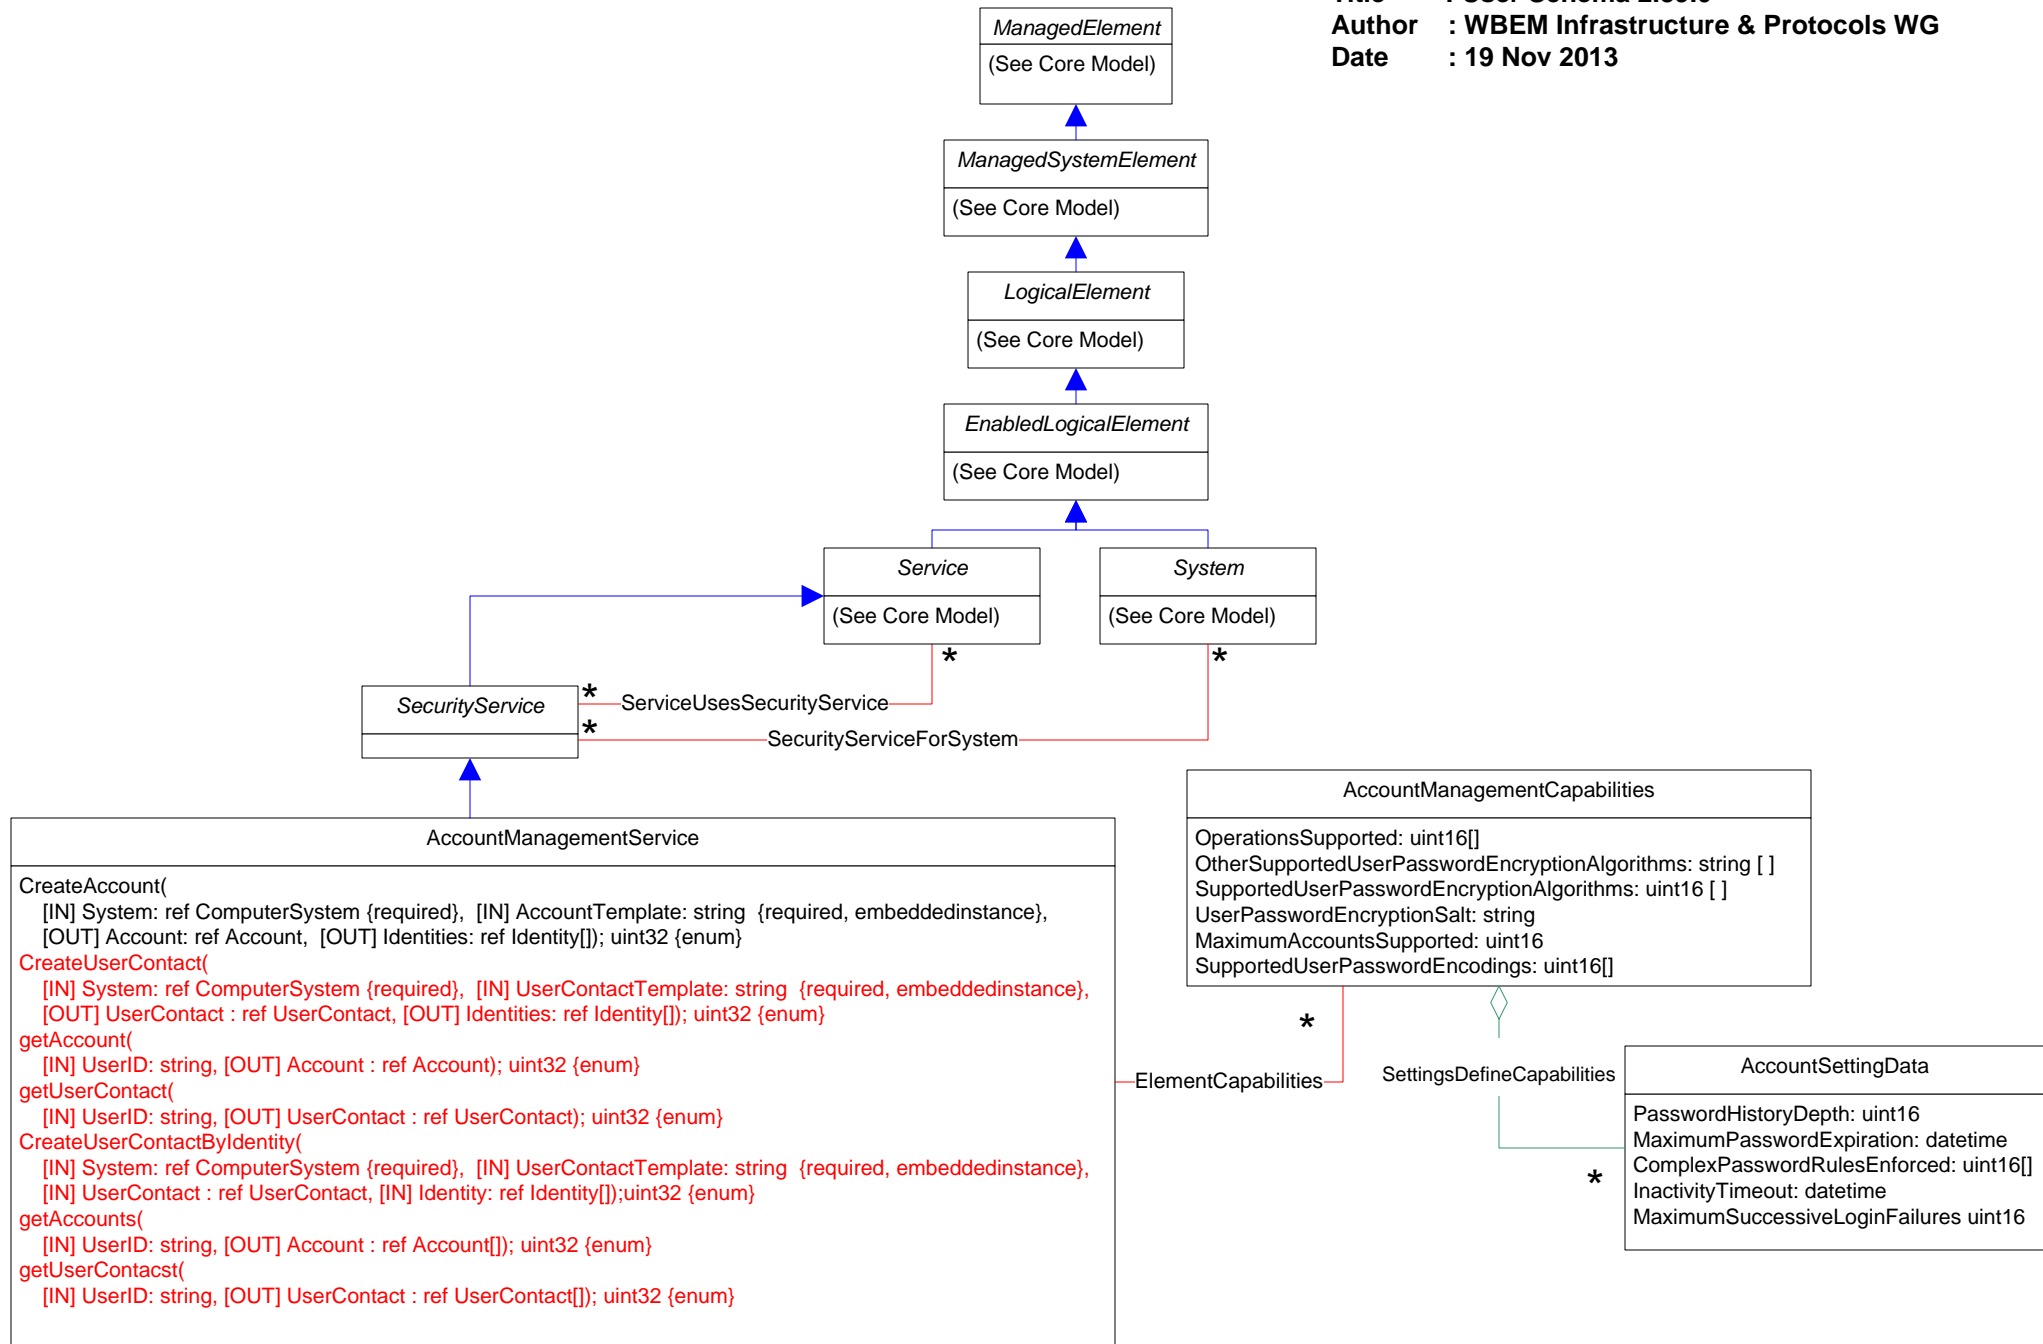 Author : WBEM Infrastructure & Protocols WG
Date : 19 Nov 2013
ManagedElement
(See Core Model)
ManagedSystemElement
(See Core Model)
LogicalElement
(See Core Model)
EnabledLogicalElement
(See Core Model)
Service
(See Core Model)
System
(See Core Model)
*
*
SecurityService
*
ServiceUsesSecurityService
*
SecurityServiceForSystem
AccountManagementService
CreateAccount(
[IN] System: ref ComputerSystem {required}, [IN] AccountTemplate: string {required, embeddedinstance},
[OUT] Account: ref Account, [OUT] Identities: ref Identity[]); uint32 {enum}
CreateUserContact(
[IN] System: ref ComputerSystem {required}, [IN] UserContactTemplate: string {required, embeddedinstance},
[OUT] UserContact : ref UserContact, [OUT] Identities: ref Identity[]); uint32 {enum}
getAccount(
[IN] UserID: string, [OUT] Account : ref Account); uint32 {enum}
getUserContact(
[IN] UserID: string, [OUT] UserContact : ref UserContact); uint32 {enum}
CreateUserContactByIdentity(
[IN] System: ref ComputerSystem {required}, [IN] UserContactTemplate: string {required, embeddedinstance},
[IN] UserContact : ref UserContact, [IN] Identity: ref Identity[]);uint32 {enum}
getAccounts(
[IN] UserID: string, [OUT] Account : ref Account[]); uint32 {enum}
getUserContacst(
[IN] UserID: string, [OUT] UserContact : ref UserContact[]); uint32 {enum}
AccountManagementCapabilities
OperationsSupported: uint16[]
OtherSupportedUserPasswordEncryptionAlgorithms: string [ ]
SupportedUserPasswordEncryptionAlgorithms: uint16 [ ]
UserPasswordEncryptionSalt: string
MaximumAccountsSupported: uint16
SupportedUserPasswordEncodings: uint16[]
*
ElementCapabilities
SettingsDefineCapabilities
*
AccountSettingData
PasswordHistoryDepth: uint16
MaximumPasswordExpiration: datetime
ComplexPasswordRulesEnforced: uint16[]
InactivityTimeout: datetime
MaximumSuccessiveLoginFailures uint16